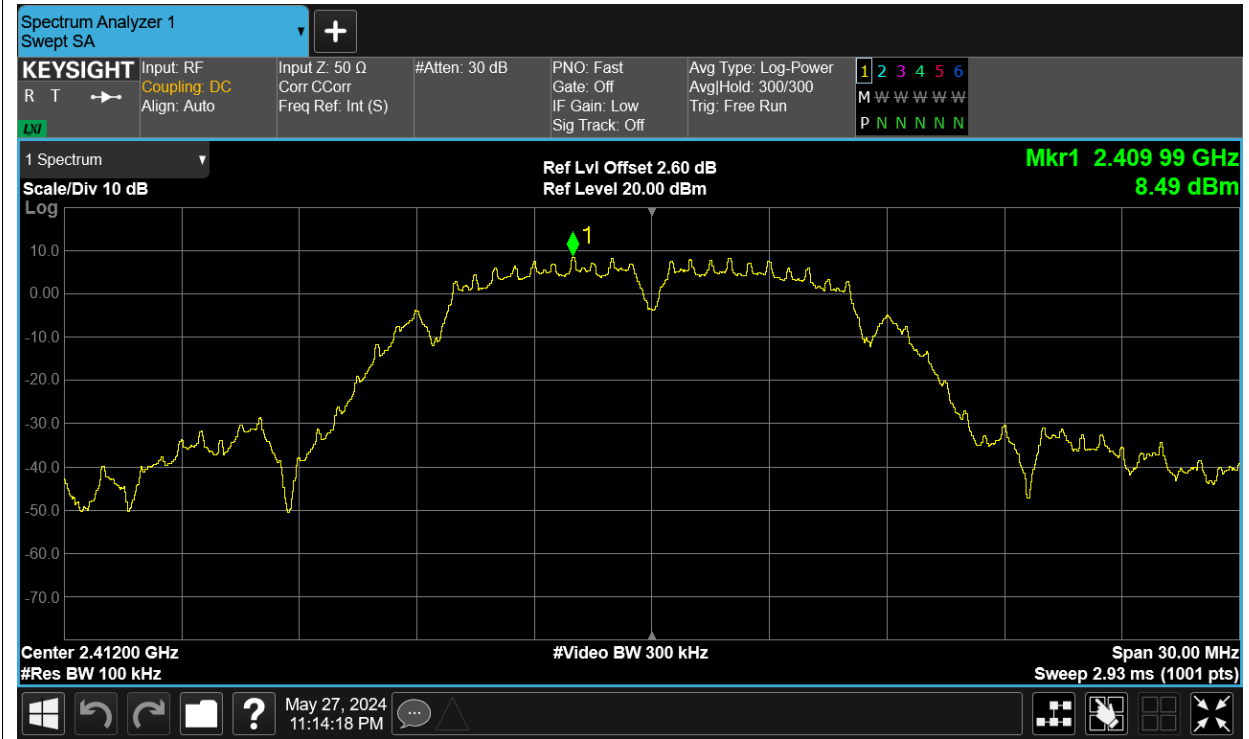 Spectrum Analyzer 1
Swept SA
+
KEYSIGHT
R T
LXI
Input: RF
Coupling: DC
Align: Auto
Input Z: 50 Ω
Corr CCorr
Freq Ref: Int (S)
#Atten: 30 dB
PNO: Fast
Gate: Off
IF Gain: Low
Sig Track: Off
Avg Type: Log-Power
Avg|Hold: 300/300
Trig: Free Run
1 2 3 4 5 6
M W W W W W
P N N N N N
1 Spectrum
Scale/Div 10 dB
Log
Ref Lvl Offset 2.60 dB
Ref Level 20.00 dBm
Mkr1 2.409 99 GHz
8.49 dBm
1
10.0
0.00
-10.0
-20.0
-30.0
-40.0
-50.0
-60.0
-70.0
Center 2.41200 GHz
#Res BW 100 kHz
#Video BW 300 kHz
Span 30.00 MHz
Sweep 2.93 ms (1001 pts)
?
May 27, 2024
11:14:18 PM